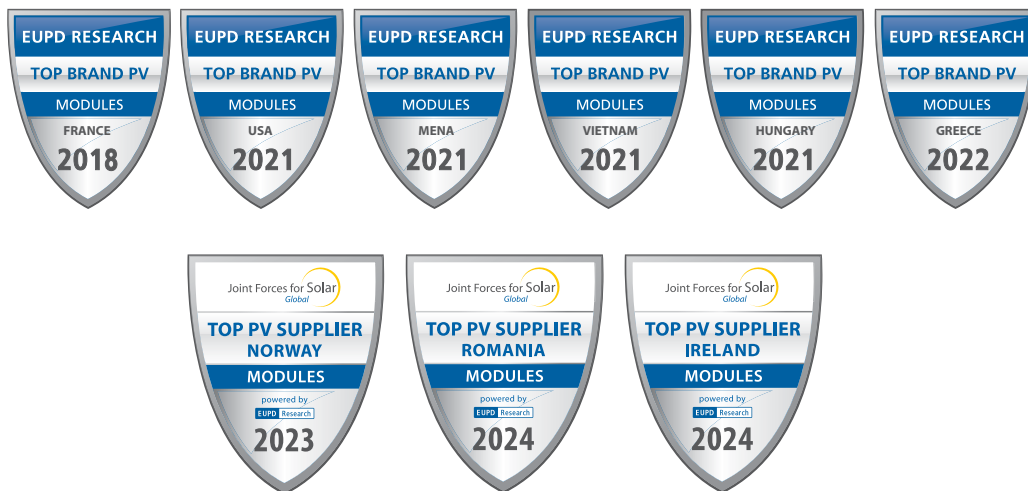 EUPD RESEARCH
TOP BRAND PV
MODULES
FRANCE
2018
EUPD RESEARCH
TOP BRAND PV
MODULES
USA
2021
EUPD RESEARCH
TOP BRAND PV
MODULES
MENA
2021
EUPD RESEARCH
TOP BRAND PV
MODULES
VIETNAM
2021
EUPD RESEARCH
TOP BRAND PV
MODULES
HUNGARY
2021
EUPD RESEARCH
TOP BRAND PV
MODULES
GREECE
2022
Joint Forces for Solar
Global
TOP PV SUPPLIER
NORWAY
MODULES
powered by
EUPD Research
2023
Joint Forces for Solar
Global
TOP PV SUPPLIER
ROMANIA
MODULES
powered by
EUPD Research
2024
Joint Forces for Solar
Global
TOP PV SUPPLIER
IRELAND
MODULES
powered by
EUPD Research
2024